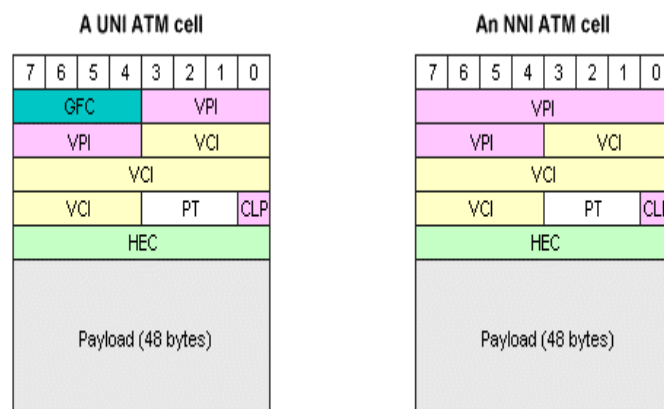 A UNI ATM cell
7 6 5 4 3 2 1 0
GFC VPI
VPI VCI
VCI
VCI PT CLP
HEC
Payload (48 bytes)
An NNI ATM cell
7 6 5 4 3 2 1 0
VPI
VPI VCI
VCI
VCI PT CL
HEC
Payload (48 bytes)